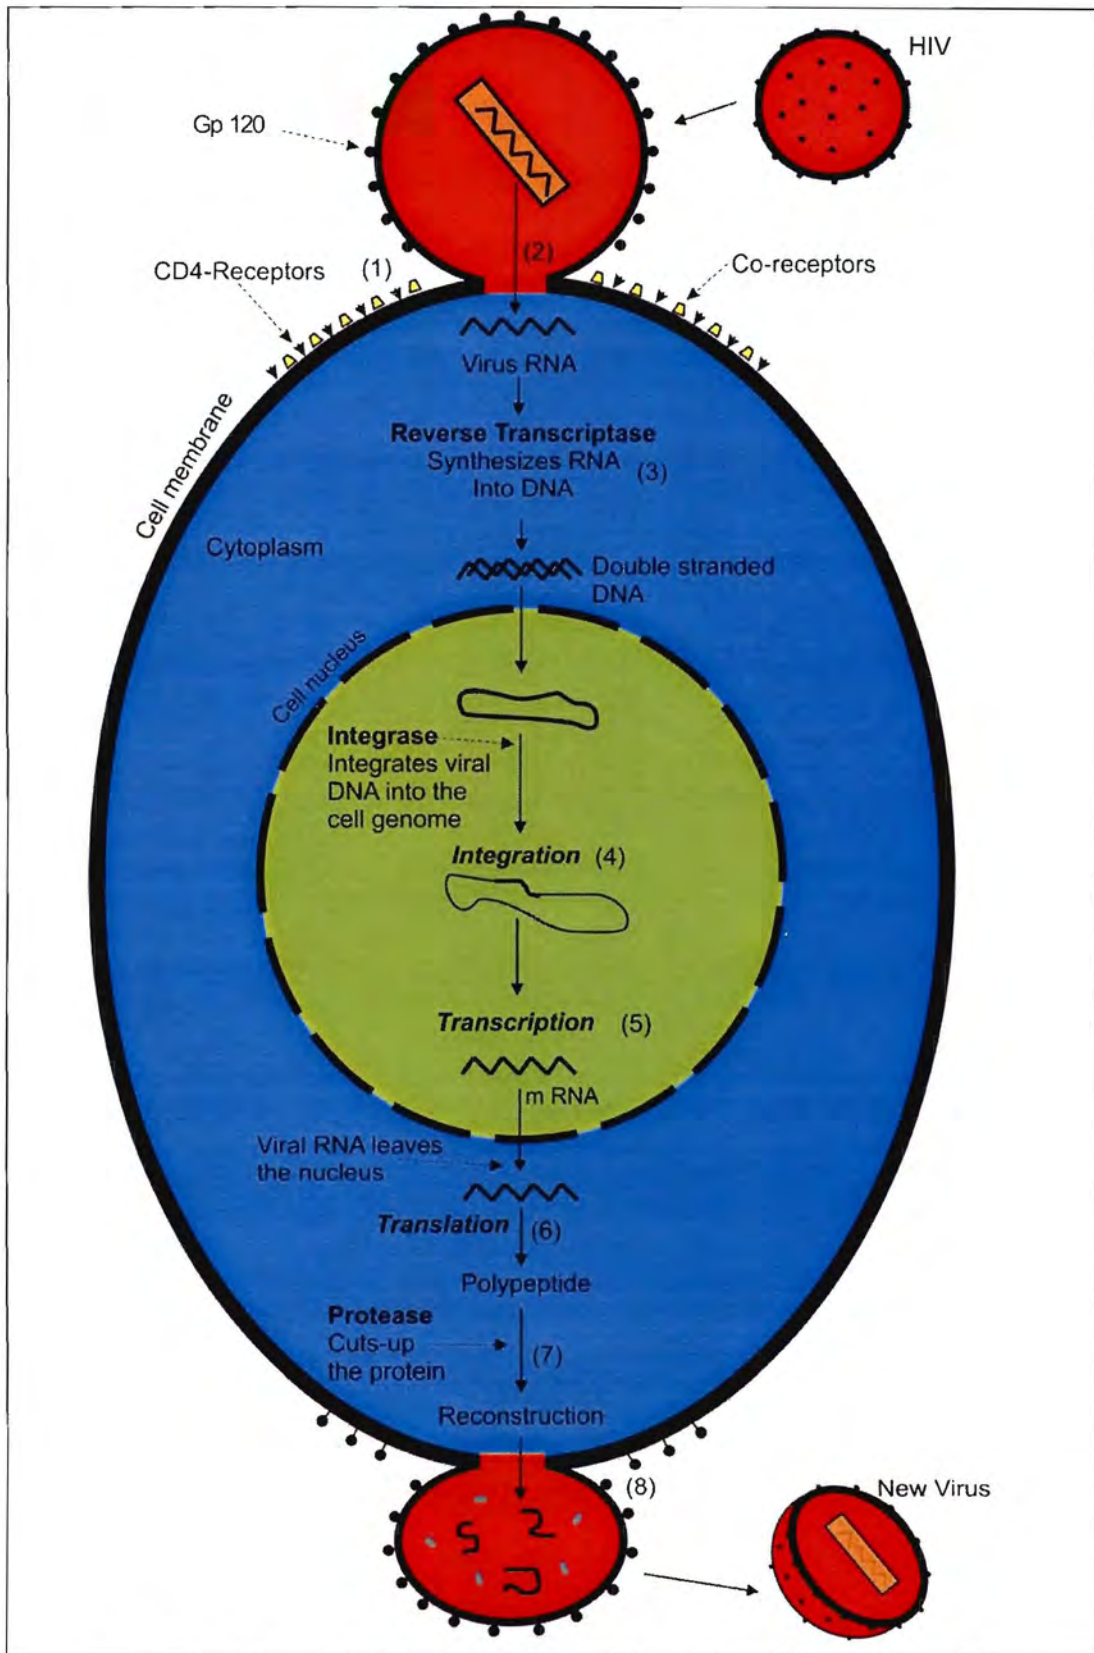 HIV
Gp 120
(2)
CD4-Receptors
(1)
Co-receptors
Virus RNA
Cell membrane
Reverse Transcriptase
Synthesizes RNA
Into DNA
(3)
Cytoplasm
Double stranded
DNA
Cell nucleus
Integrase
Integrates viral
DNA into the
cell genome
Integration (4)
Transcription (5)
m RNA
Viral RNA leaves
the nucleus
Translation (6)
Polypeptide
Protease
Cuts-up
the protein
(7)
Reconstruction
(8)
New Virus